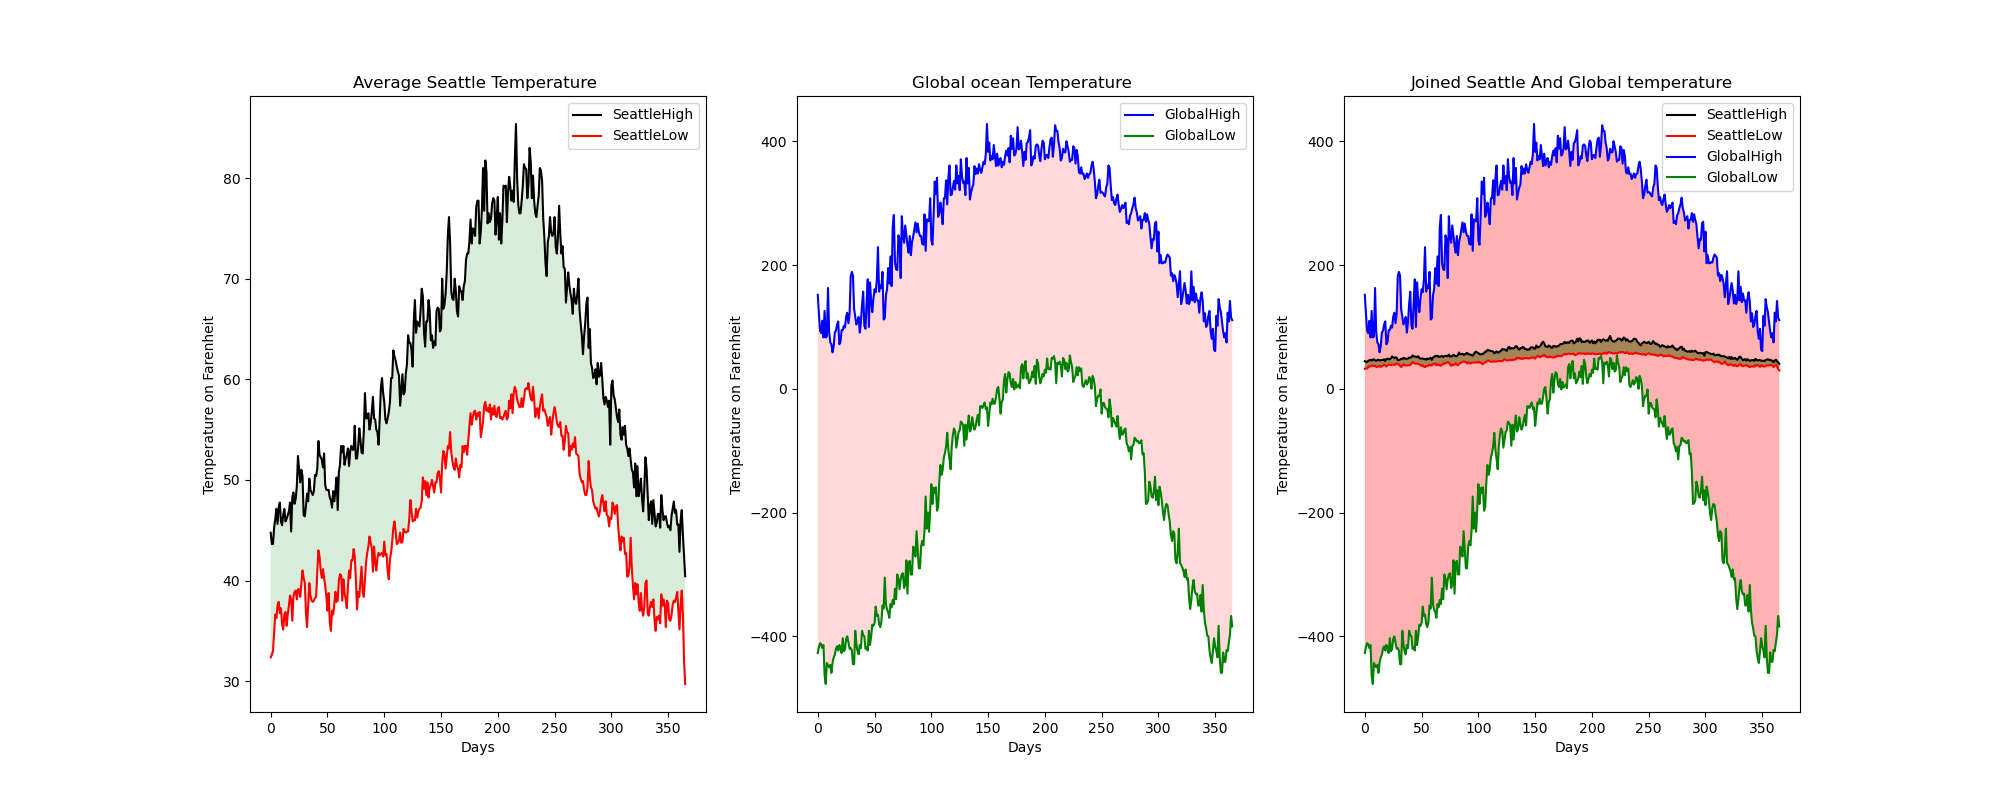 Average Seattle Temperature
SeattleHigh
SeattleLow
80
70
60
50
40
30
Temperature on Farenheit
0 50 100 150 200 250 300 350
Days
Global ocean Temperature
GlobalHigh
GlobalLow
400
200
0
−200
−400
Temperature on Farenheit
0 50 100 150 200 250 300 350
Days
Joined Seattle And Global temperature
SeattleHigh
SeattleLow
GlobalHigh
GlobalLow
400
200
0
−200
−400
Temperature on Farenheit
0 50 100 150 200 250 300 350
Days